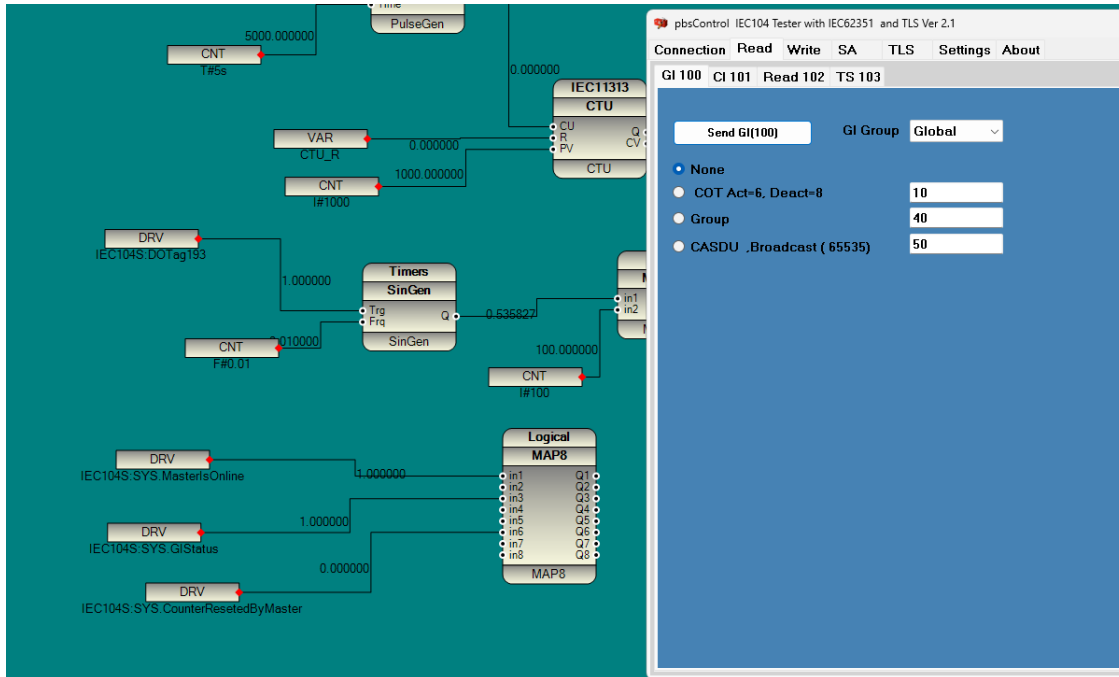 Time
PulseGen
5000.000000
CNT
T#5s
0.000000
IEC11313
CTU
CU
R
PV
Q
CV
CTU
VAR
CTU_R
0.000000
CNT
I#1000
1000.000000
DRV
IEC104S:DOTag193
1.000000
Timers
SinGen
Trg
Frq
Q
SinGen
0.535827
CNT
F#0.01
in1
in2
100.000000
CNT
I#100
Logical
MAP8
in1 Q1
in2 Q2
in3 Q3
in4 Q4
in5 Q5
in6 Q6
in7 Q7
in8 Q8
MAP8
DRV
IEC104S:SYS.MasterIsOnline
1.000000
DRV
IEC104S:SYS.GIStatus
1.000000
DRV
IEC104S:SYS.CounterResetedByMaster
0.000000
pbsControl IEC104 Tester with IEC62351 and TLS Ver 2.1
Connection Read Write SA TLS Settings About
GI 100 CI 101 Read 102 TS 103
Send GI(100) GI Group Global
None
COT Act=6, Deact=8 10
Group 40
CASDU ,Broadcast ( 65535) 50